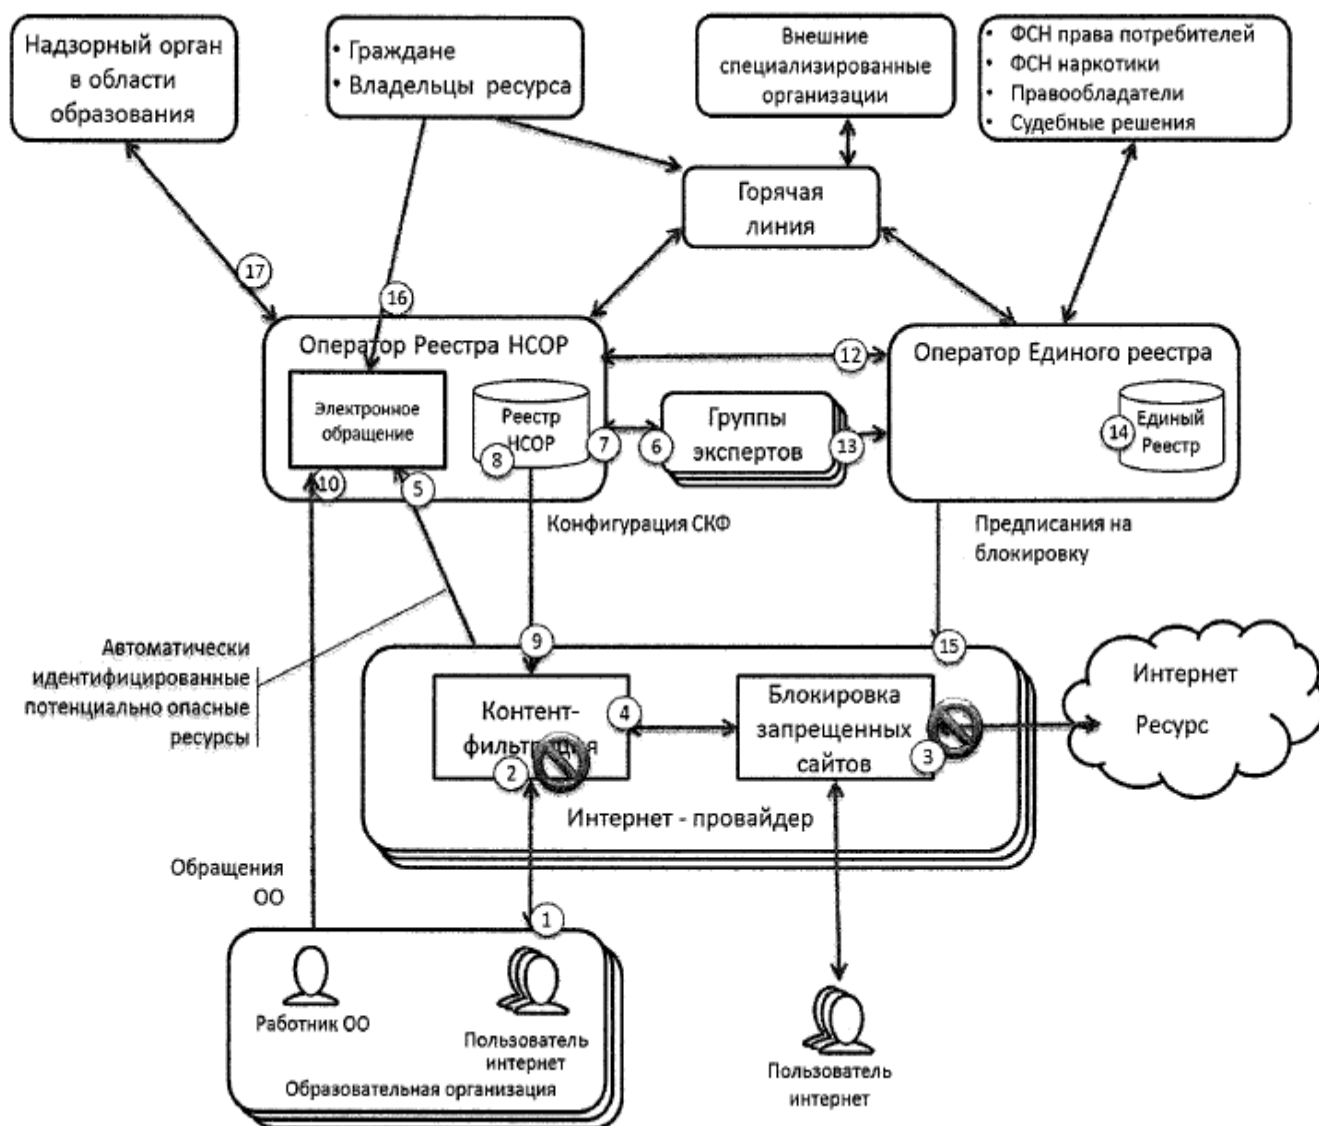 Надзорный орган
в области
образования
• Граждане
• Владельцы ресурса
Внешние
специализированные
организации
• ФСН права потребителей
• ФСН наркотики
• Правообладатели
• Судебные решения
Горячая
линия
17
16
Оператор Реестра НСОР
12
Оператор Единого реестра
Электронное
обращение
Реестр
НСОР
8
7
6
Группы
экспертов
13
14
Единый
Реестр
10
5
Конфигурация СКФ
Предписания на
блокировку
Автоматически
идентифицированные
потенциально опасные
ресурсы
9
15
Контент-
фильтрация
4
2
Блокировка
запрещенных
сайтов
3
Интернет
Ресурс
Интернет - провайдер
Обращения
ОО
1
Работник ОО
Пользователь
интернет
Образовательная организация
Пользователь
интернет